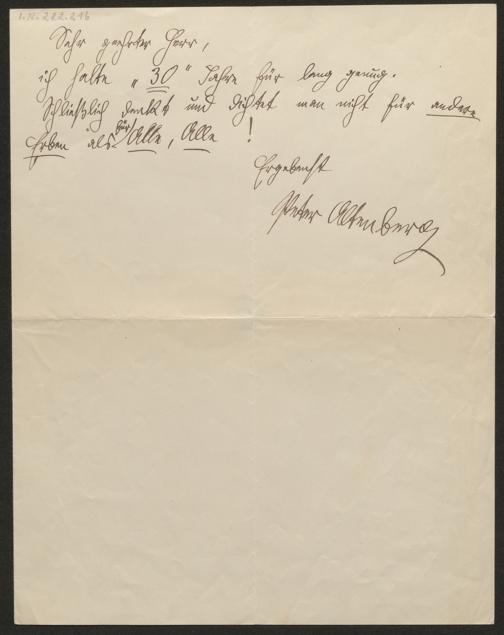 I.N. 222.216
Sehr geehrter Herr,
ich halte „30“ Jahre für lang genug.
Schließlich denkt und dichtet man nicht für andere
Erben als für Alle, Alle !
Ergebenst
Peter Altenberg